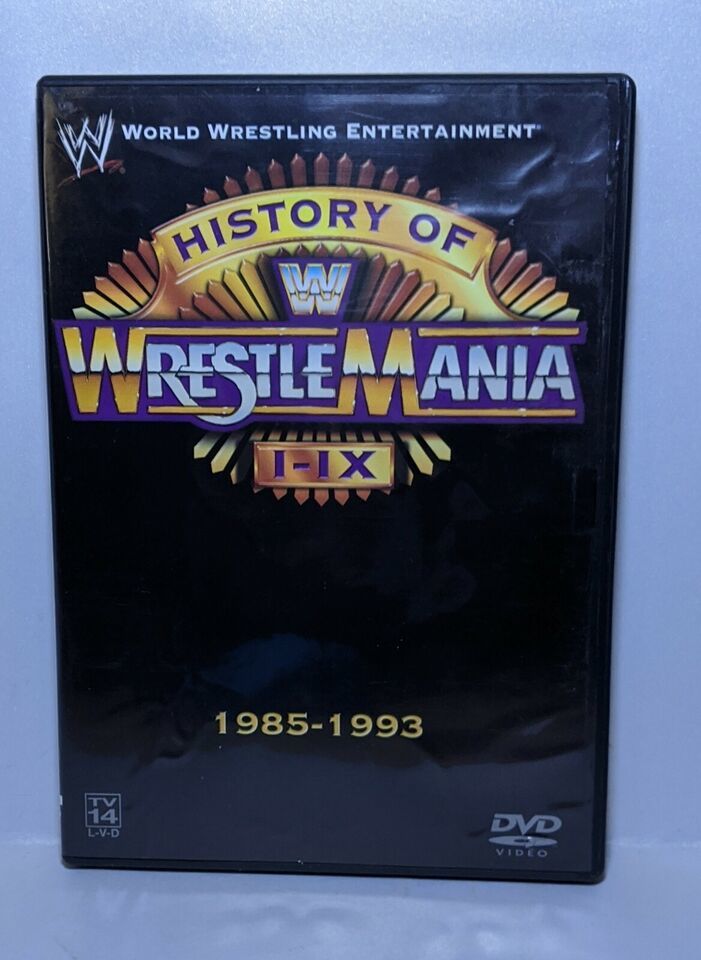 W WORLD WRESTLING ENTERTAINMENT
HISTORY OF
W
WRESTLEMANIA
I-IX
1985-1993
TV
14
L-V-D
DVD
VIDEO